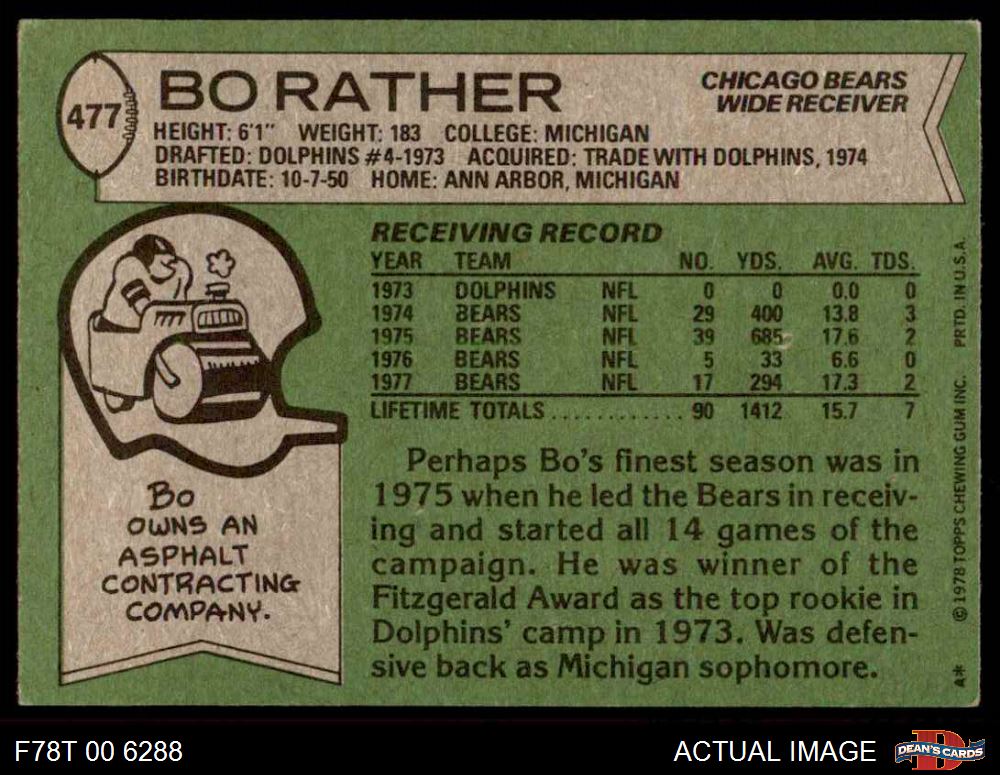 477
BO RATHER
CHICAGO BEARS
WIDE RECEIVER
HEIGHT: 6'1" WEIGHT: 183 COLLEGE: MICHIGAN
DRAFTED: DOLPHINS #4-1973 ACQUIRED: TRADE WITH DOLPHINS, 1974
BIRTHDATE: 10-7-50 HOME: ANN ARBOR, MICHIGAN
RECEIVING RECORD
YEAR TEAM NO. YDS. AVG. TDS.
1973 DOLPHINS NFL 0 0 0.0 0
1974 BEARS NFL 29 400 13.8 3
1975 BEARS NFL 39 685 17.6 2
1976 BEARS NFL 5 33 6.6 0
1977 BEARS NFL 17 294 17.3 2
LIFETIME TOTALS ............ 90 1412 15.7 7
Perhaps Bo's finest season was in
1975 when he led the Bears in receiv-
ing and started all 14 games of the
campaign. He was winner of the
Fitzgerald Award as the top rookie in
Dolphins' camp in 1973. Was defen-
sive back as Michigan sophomore.
Bo
OWNS AN
ASPHALT
CONTRACTING
COMPANY.
A* © 1978 TOPPS CHEWING GUM INC. PRTD. IN U.S.A.
F78T 00 6288
ACTUAL IMAGE
D
DEAN'S CARDS